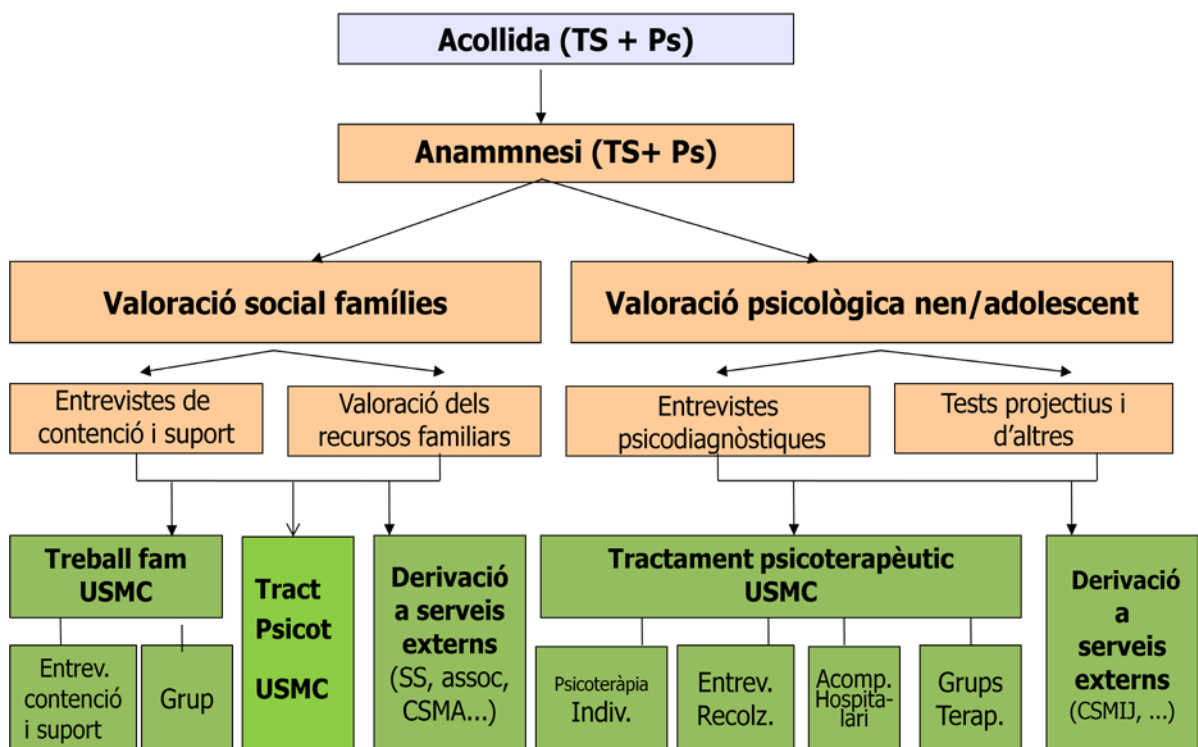 Acollida (TS + Ps)
Anammnesi (TS+ Ps)
Valoració social famílies
Valoració psicològica nen/adolescent
Entrevistes de
contenció i suport
Valoració dels
recursos familiars
Entrevistes
psicodiagnòstiques
Tests projectius i
d'altres
Treball fam
USMC
Tract
Psicot
USMC
Derivació
a serveis
externs
(SS, assoc,
CSMA...)
Tractament psicoterapèutic
USMC
Derivació
a
serveis
externs
(CSMIJ, ...)
Entrev.
contenció
i suport
Grup
Psicoteràpia
Indiv.
Entrev.
Recolz.
Acomp.
Hospita-
lari
Grups
Terap.